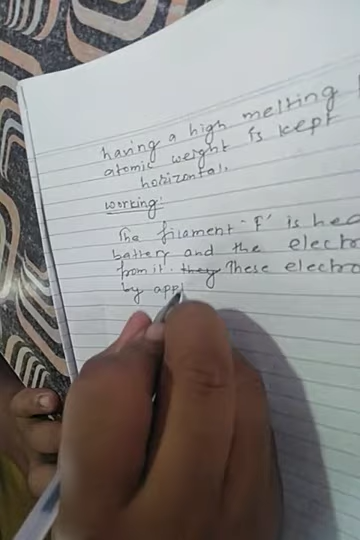 having a high melting
atomic weight is kept
horizontal.
working:
The filament 'F' is hea
battery and the electro
from it. they These electro
by app